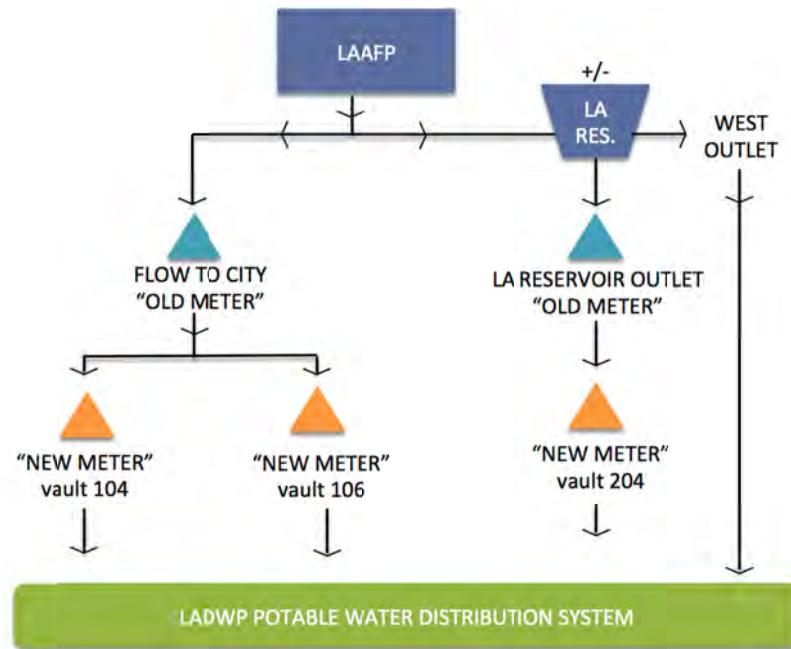 LAAFP
+/-
LA
RES.
WEST
OUTLET
FLOW TO CITY
“OLD METER”
LA RESERVOIR OUTLET
“OLD METER”
“NEW METER”
vault 104
“NEW METER”
vault 106
“NEW METER”
vault 204
LADWP POTABLE WATER DISTRIBUTION SYSTEM